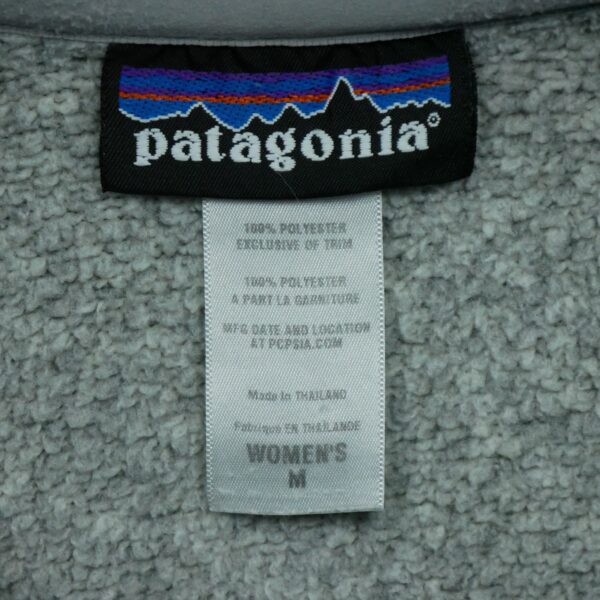 patagonia®
100% POLYESTER
EXCLUSIVE OF TRIM
100% POLYESTER
A PART LA GARNITURE
MFG DATE AND LOCATION
AT PCPSIA.COM
Made in THAILAND
Fabrique EN THAÏLANDE
WOMEN'S
M